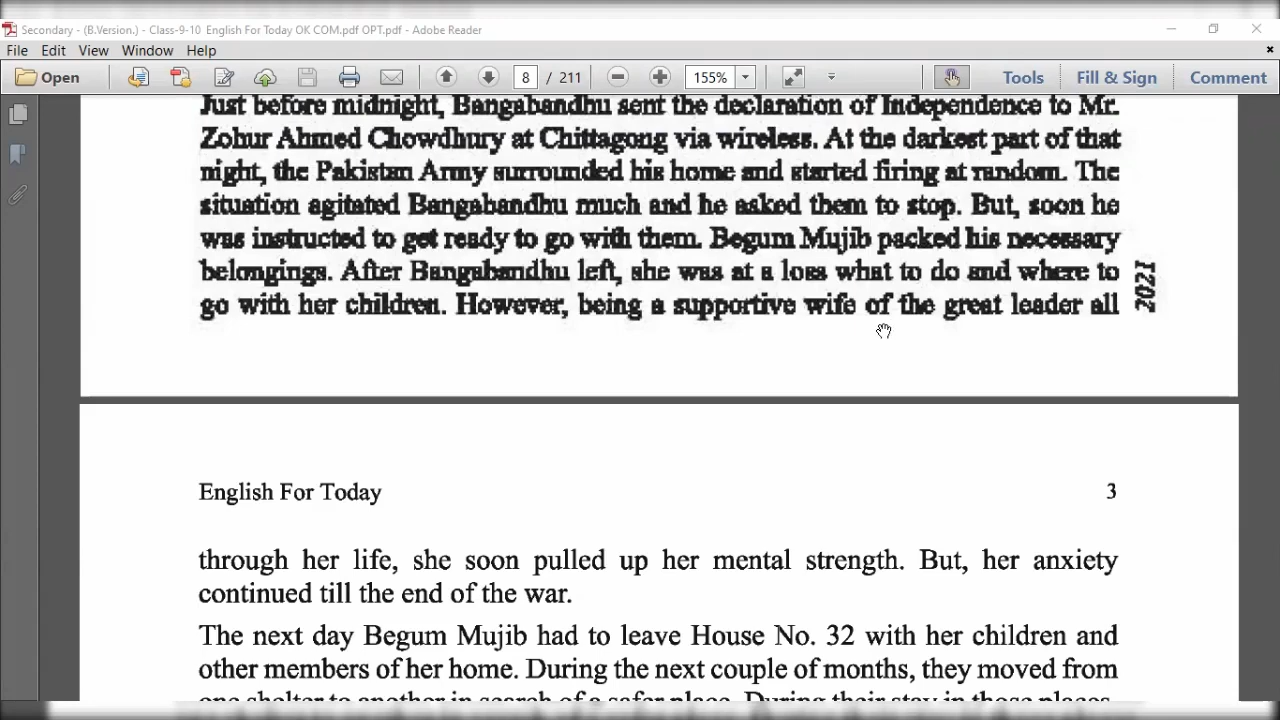 Secondary - (B.Version.) - Class-9-10 English For Today OK COM.pdf OPT.pdf - Adobe Reader
File Edit View Window Help
Open 8 / 211 155% Tools Fill & Sign Comment
Just before midnight, Bangabandhu sent the declaration of Independence to Mr.
Zohur Ahmed Chowdhury at Chittagong via wireless. At the darkest part of that
night, the Pakistan Army surrounded his home and started firing at random. The
situation agitated Bangabandhu much and he asked them to stop. But, soon he
was instructed to get ready to go with them. Begum Mujib packed his necessary
belongings. After Bangabandhu left, she was at a loss what to do and where to
go with her children. However, being a supportive wife of the great leader all
2021
English For Today 3
through her life, she soon pulled up her mental strength. But, her anxiety
continued till the end of the war.
The next day Begum Mujib had to leave House No. 32 with her children and
other members of her home. During the next couple of months, they moved from
one shelter to another in search of a safer place. During their stay in those places,